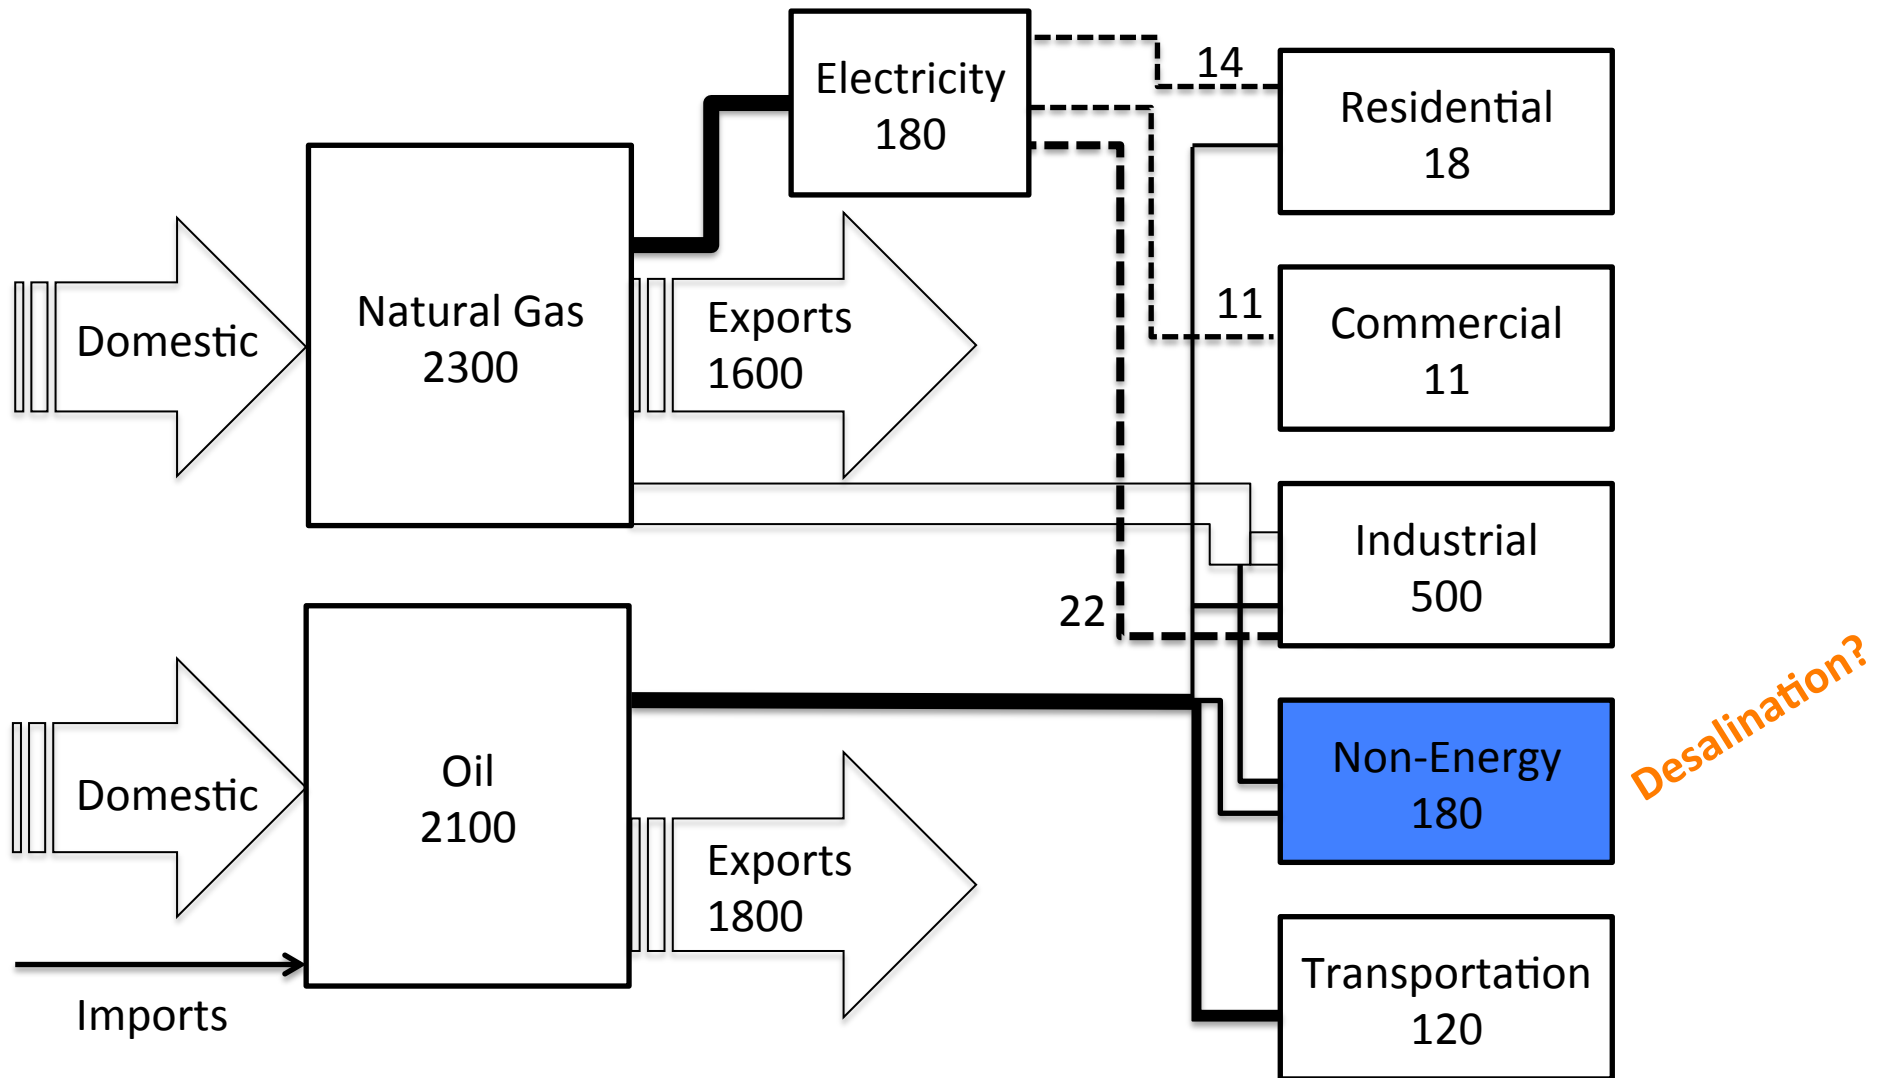 Electricity
180
14
Residential
18
Domestic
Natural Gas
2300
Exports
1600
11
Commercial
11
Industrial
500
22
Domestic
Imports
Oil
2100
Exports
1800
Non-Energy
180
Desalination?
Transportation
120